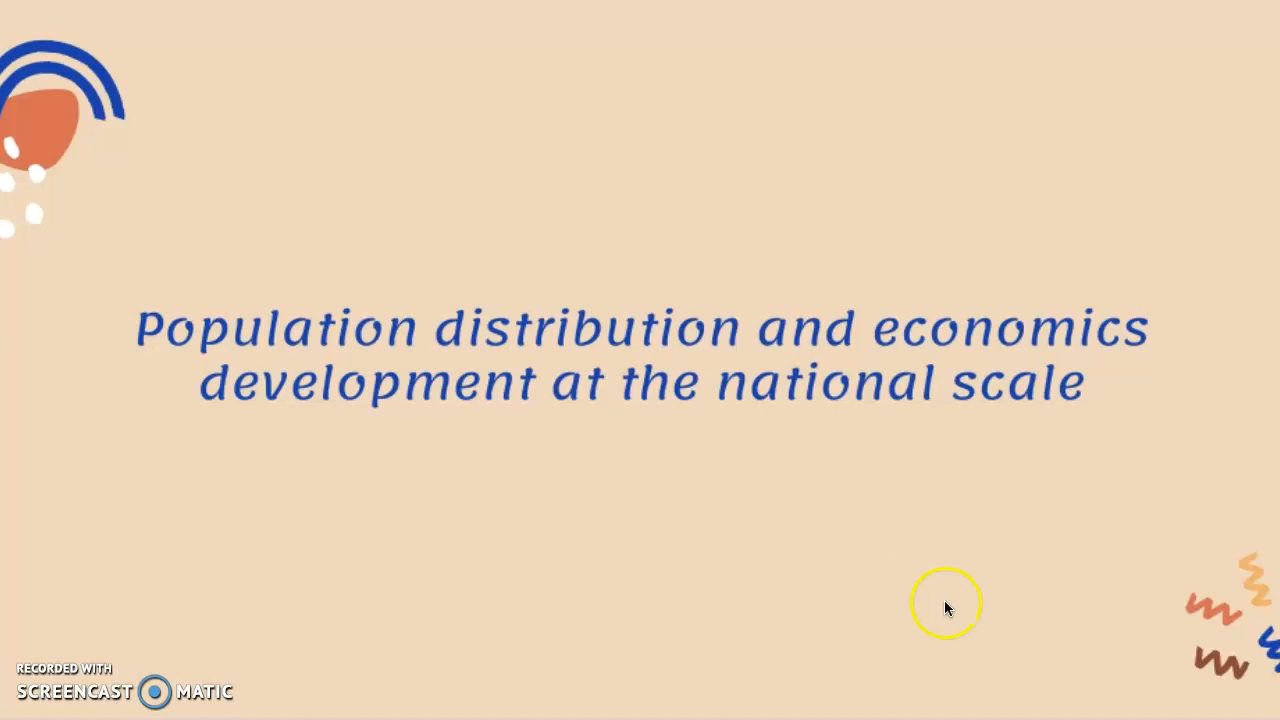 Population distribution and economics
development at the national scale
RECORDED WITH
SCREENCAST MATIC